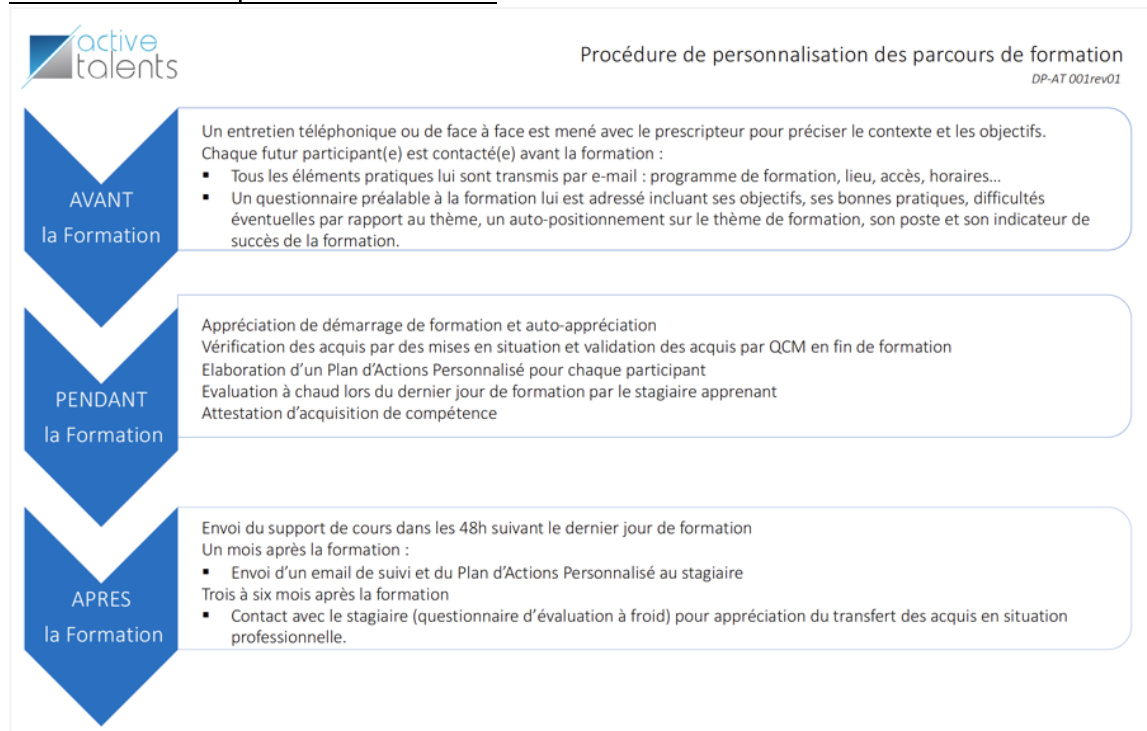 active
talents
Procédure de personnalisation des parcours de formation
DP-AT 001rev01
AVANT
la Formation
Un entretien téléphonique ou de face à face est mené avec le prescripteur pour préciser le contexte et les objectifs.
Chaque futur participant(e) est contacté(e) avant la formation :
▪ Tous les éléments pratiques lui sont transmis par e-mail : programme de formation, lieu, accès, horaires…
▪ Un questionnaire préalable à la formation lui est adressé incluant ses objectifs, ses bonnes pratiques, difficultés
éventuelles par rapport au thème, un auto-positionnement sur le thème de formation, son poste et son indicateur de
succès de la formation.
PENDANT
la Formation
Appréciation de démarrage de formation et auto-appréciation
Vérification des acquis par des mises en situation et validation des acquis par QCM en fin de formation
Elaboration d'un Plan d'Actions Personnalisé pour chaque participant
Evaluation à chaud lors du dernier jour de formation par le stagiaire apprenant
Attestation d'acquisition de compétence
APRES
la Formation
Envoi du support de cours dans les 48h suivant le dernier jour de formation
Un mois après la formation :
▪ Envoi d'un email de suivi et du Plan d'Actions Personnalisé au stagiaire
Trois à six mois après la formation
▪ Contact avec le stagiaire (questionnaire d'évaluation à froid) pour appréciation du transfert des acquis en situation
professionnelle.